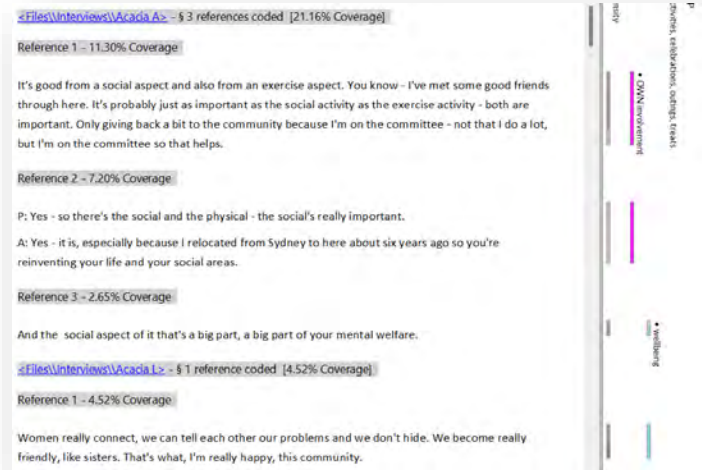 <Files\\Interviews\\Acacia A> - § 3 references coded [21.16% Coverage]
Reference 1 - 11.30% Coverage
It's good from a social aspect and also from an exercise aspect. You know - I've met some good friends
through here. It's probably just as important as the social activity as the exercise activity - both are
important. Only giving back a bit to the community because I'm on the committee - not that I do a lot,
but I'm on the committee so that helps.
Reference 2 - 7.20% Coverage
P: Yes - so there's the social and the physical - the social's really important.
A: Yes - it is, especially because I relocated from Sydney to here about six years ago so you're
reinventing your life and your social areas.
Reference 3 - 2.65% Coverage
And the social aspect of it that's a big part, a big part of your mental welfare.
<Files\\Interviews\\Acacia L> - § 1 reference coded [4.52% Coverage]
Reference 1 - 4.52% Coverage
Women really connect, we can tell each other our problems and we don't hide. We become really
friendly, like sisters. That's what, I'm really happy, this community.
• OWN involvement
celebrations, outings, treats
• wellbeing